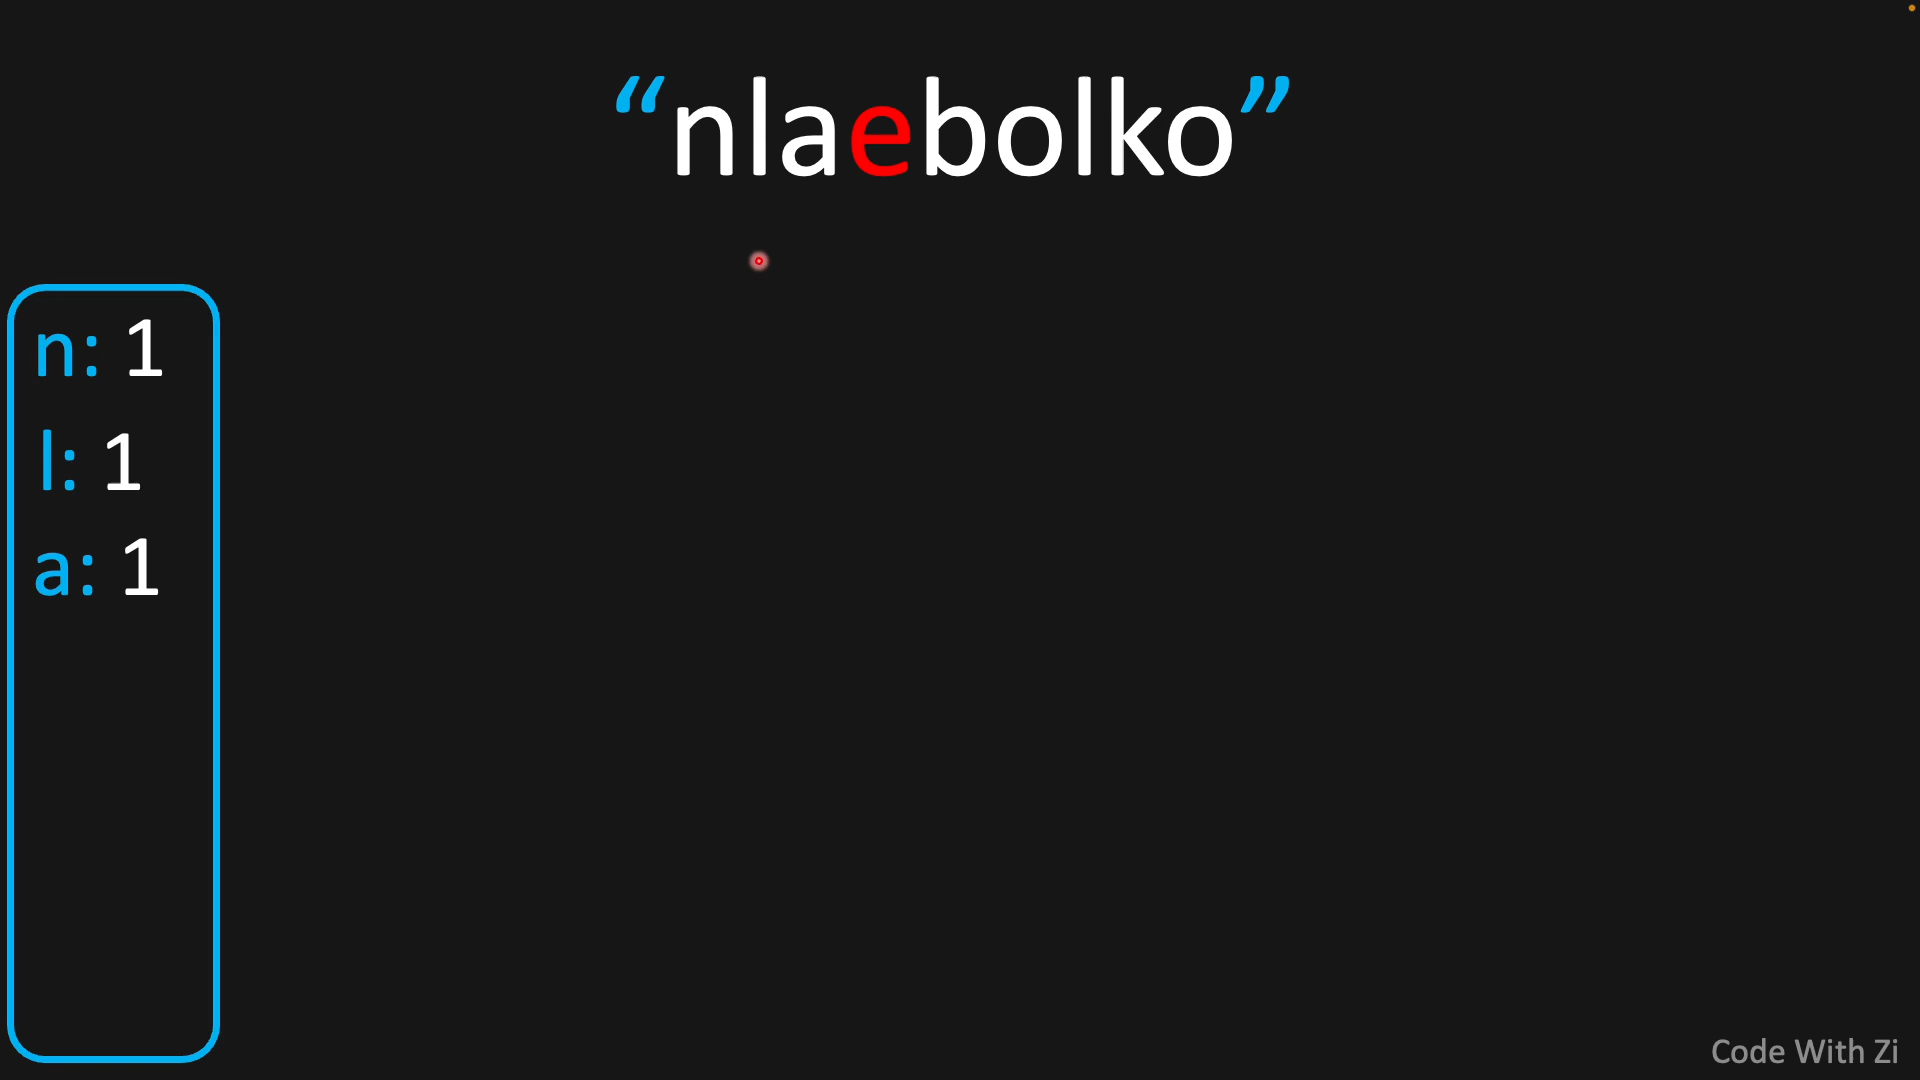 “nlaebolko”
n: 1
l: 1
a: 1
Code With Zi